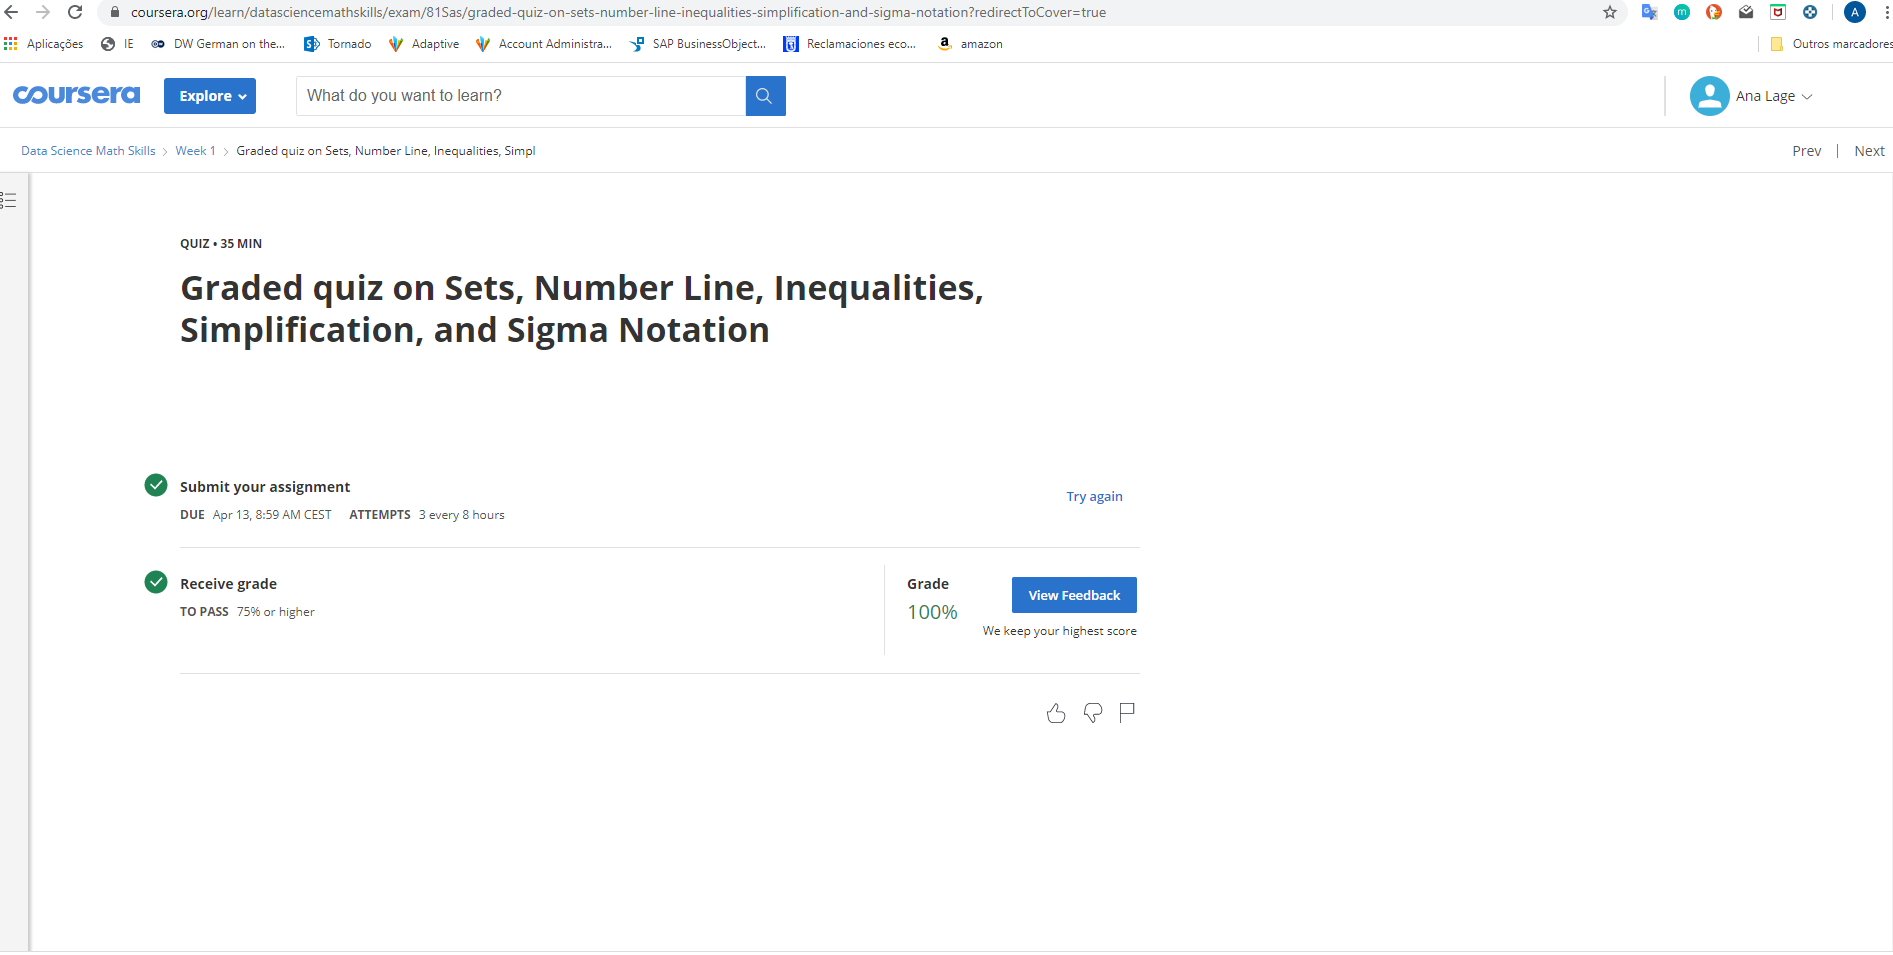 coursera.org/learn/datasciencemathskills/exam/81Sas/graded-quiz-on-sets-number-line-inequalities-simplification-and-sigma-notation?redirectToCover=true
A
Aplicações IE DW German on the... Tornado Adaptive Account Administra... SAP BusinessObject... Reclamaciones eco... amazon Outros marcadores
coursera Explore What do you want to learn? Ana Lage
Data Science Math Skills > Week 1 > Graded quiz on Sets, Number Line, Inequalities, Simpl Prev | Next
QUIZ • 35 MIN
Graded quiz on Sets, Number Line, Inequalities,
Simplification, and Sigma Notation
Submit your assignment
Try again
DUE Apr 13, 8:59 AM CEST ATTEMPTS 3 every 8 hours
Receive grade
TO PASS 75% or higher
Grade
100%
View Feedback
We keep your highest score